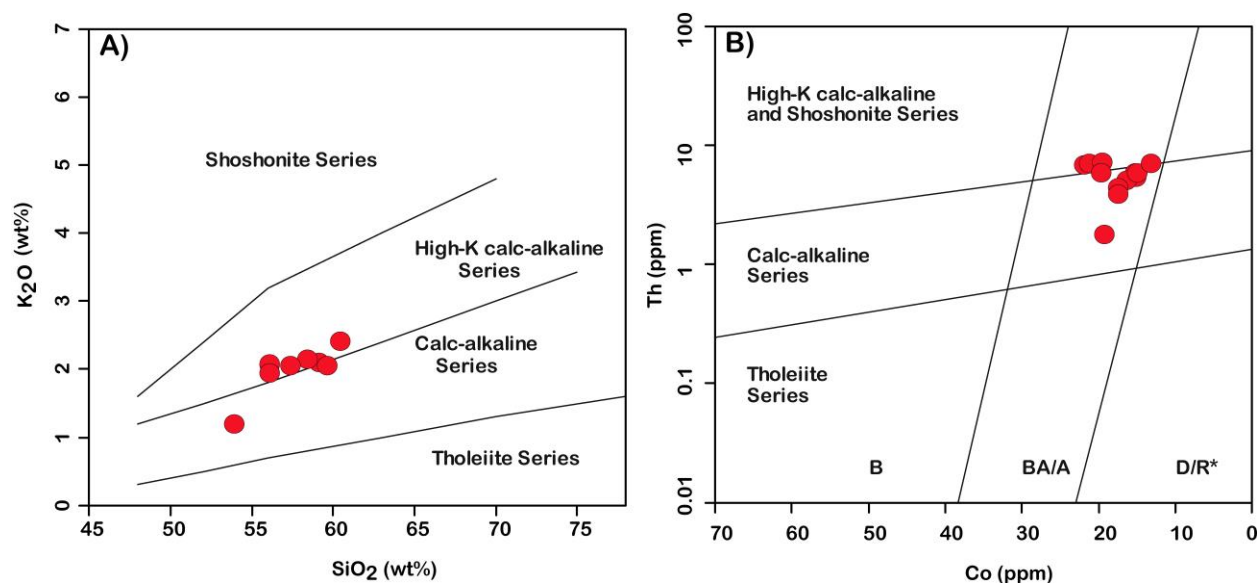 A)
7
6
5
4
3
2
1
0
K₂O (wt%)
Shoshonite Series
High-K calc-alkaline
Series
Calc-alkaline
Series
Tholeiite Series
45 50 55 60 65 70 75
SiO₂ (wt%)
B)
100
10
1
0.1
0.01
Th (ppm)
High-K calc-alkaline
and Shoshonite Series
Calc-alkaline
Series
Tholeiite
Series
B BA/A D/R*
70 60 50 40 30 20 10 0
Co (ppm)